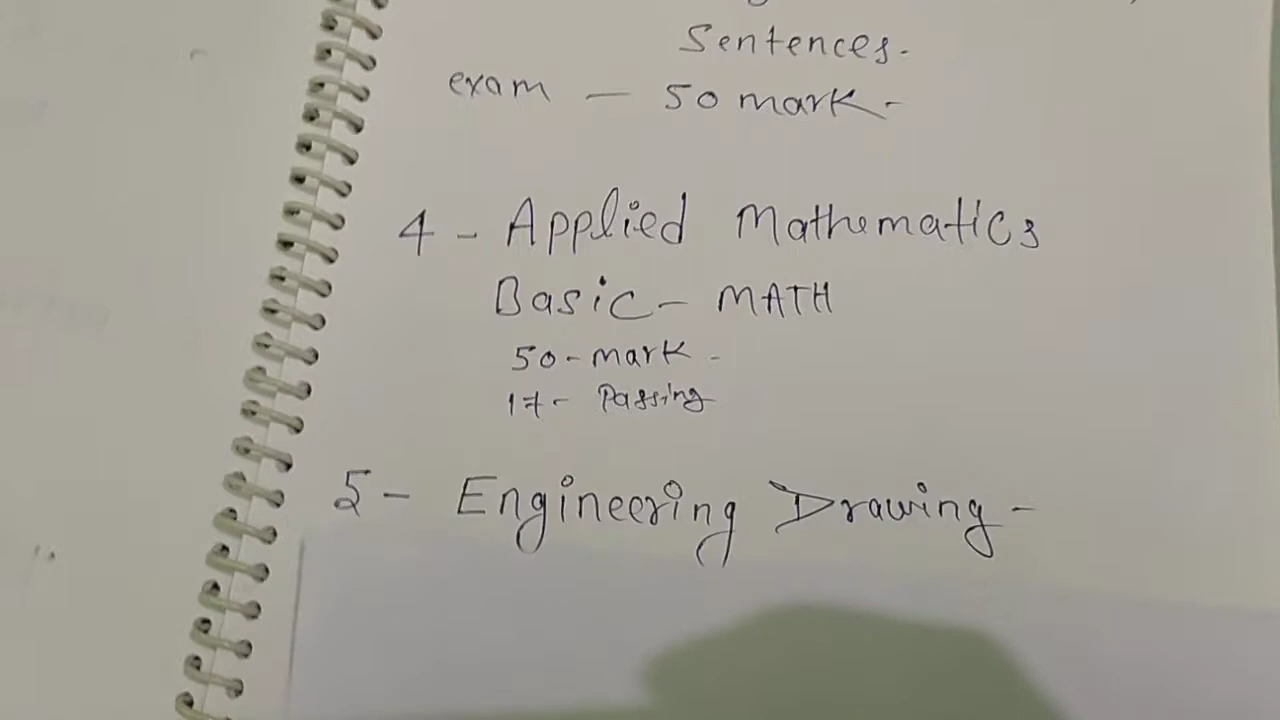 Sentences.
exam - 50 mark -
4 - Applied Mathematics
Basic - MATH
50 - mark -
17 - Passing
5 - Engineering Drawing -